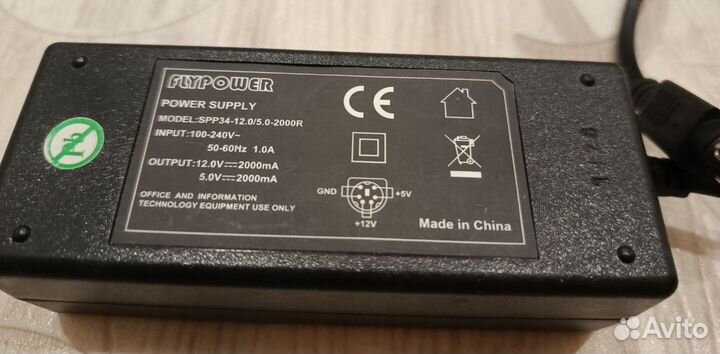 FLYPOWER
POWER SUPPLY
MODEL:SPP34-12.0/5.0-2000R
INPUT:100-240V~
50-60Hz 1.0A
OUTPUT:12.0V⎓2000mA
5.0V⎓2000mA
OFFICE AND INFORMATION
TECHNOLOGY EQUIPMENT USE ONLY
CE
GND
+5V
+12V
Made in China
Pb
Avito